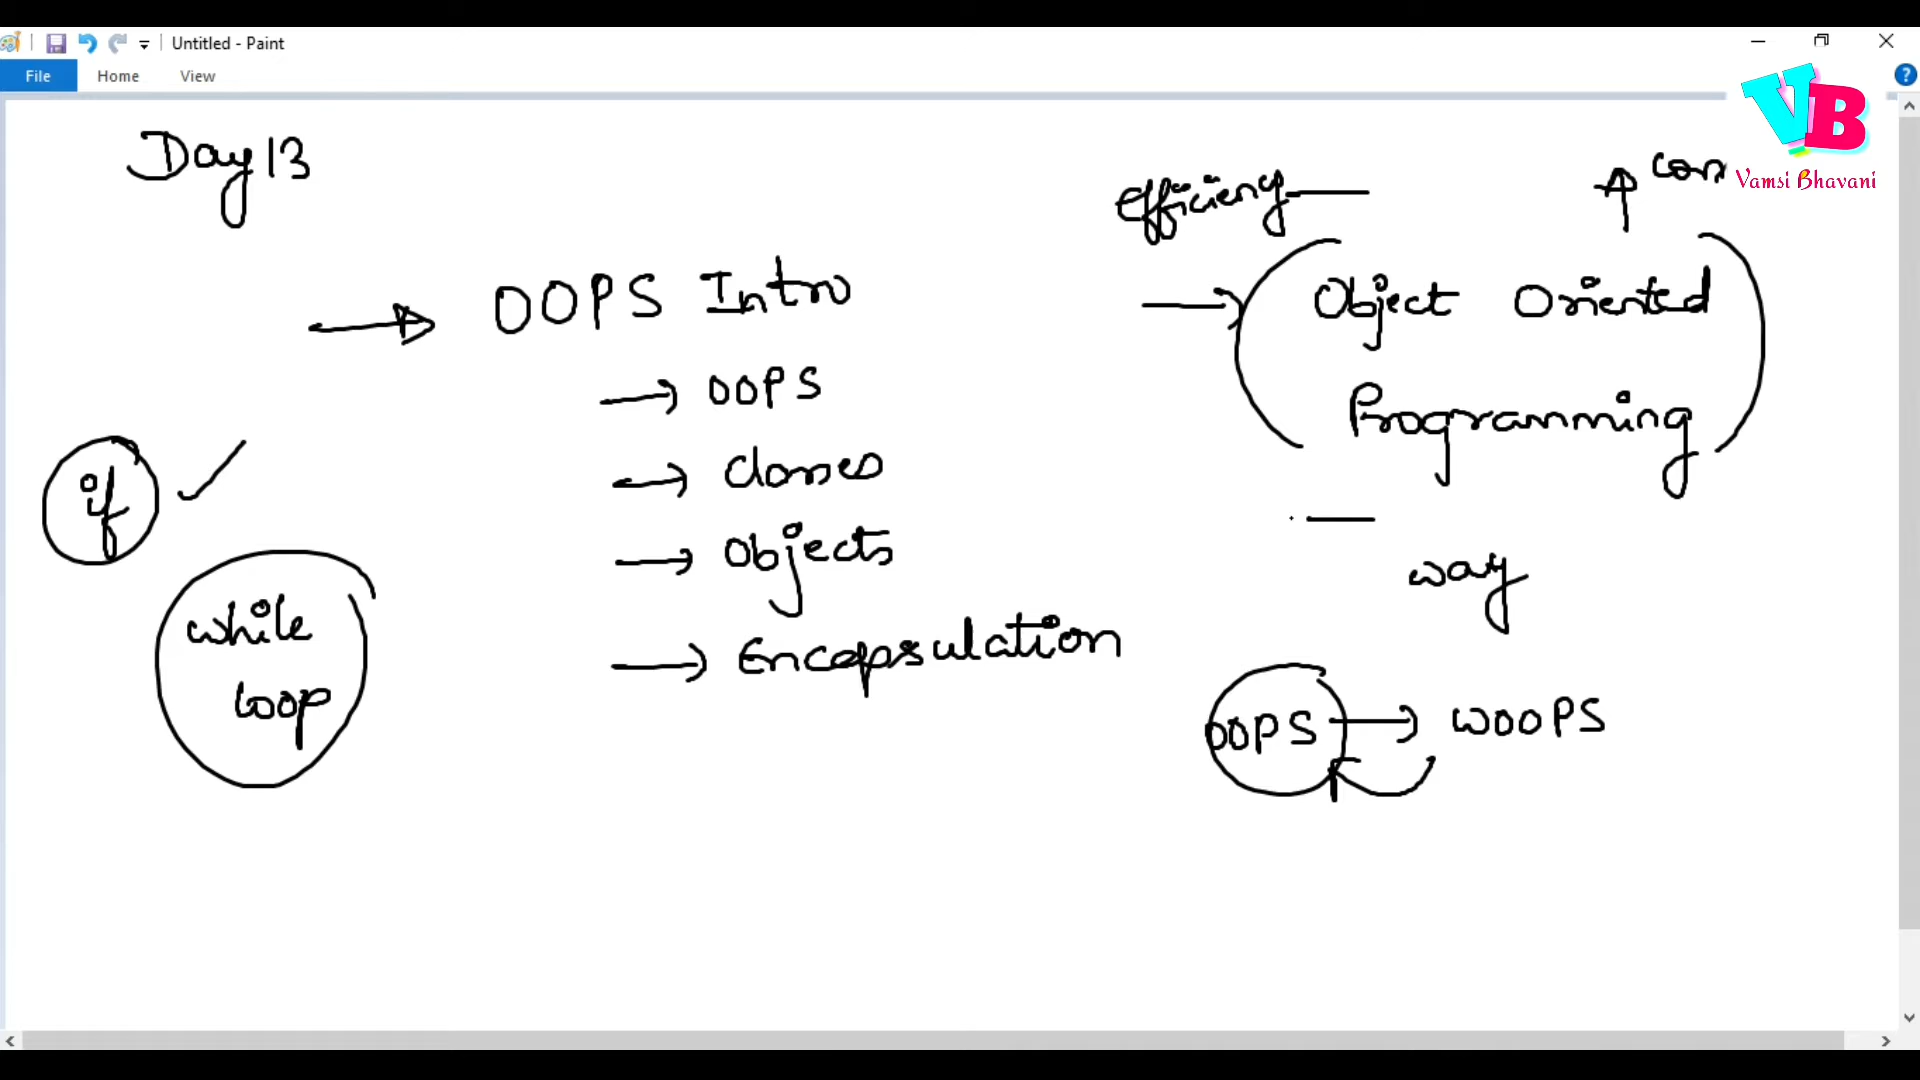 Untitled - Paint
File Home View
VB
Vamsi Bhavani
Day 13
OOPS Intro
OOPS
Classes
Objects
Encapsulation
if
while
loop
efficiency
Object Oriented
Programming
way
OOPS
WOOPS